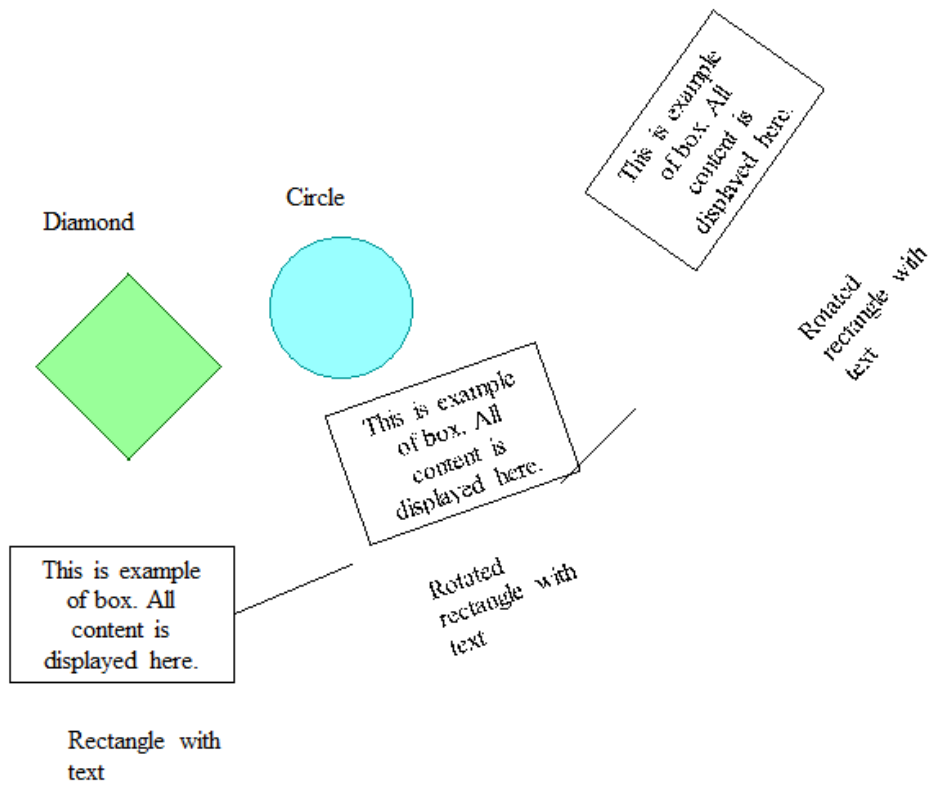 This is example
of box. All
content is
displayed here.
Circle
Diamond
Rotated
rectangle with
text
This is example
of box. All
content is
displayed here.
Rotated
rectangle with
text
This is example
of box. All
content is
displayed here.
Rectangle with
text